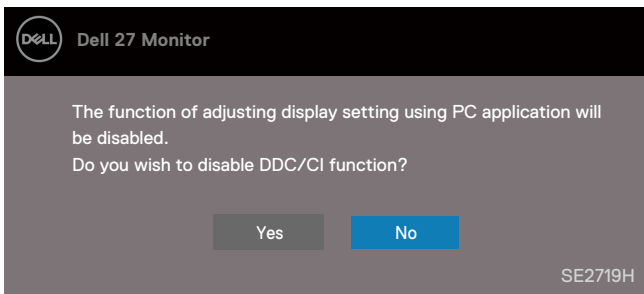 DELL
Dell 27 Monitor
The function of adjusting display setting using PC application will
be disabled.
Do you wish to disable DDC/CI function?
Yes No
SE2719H